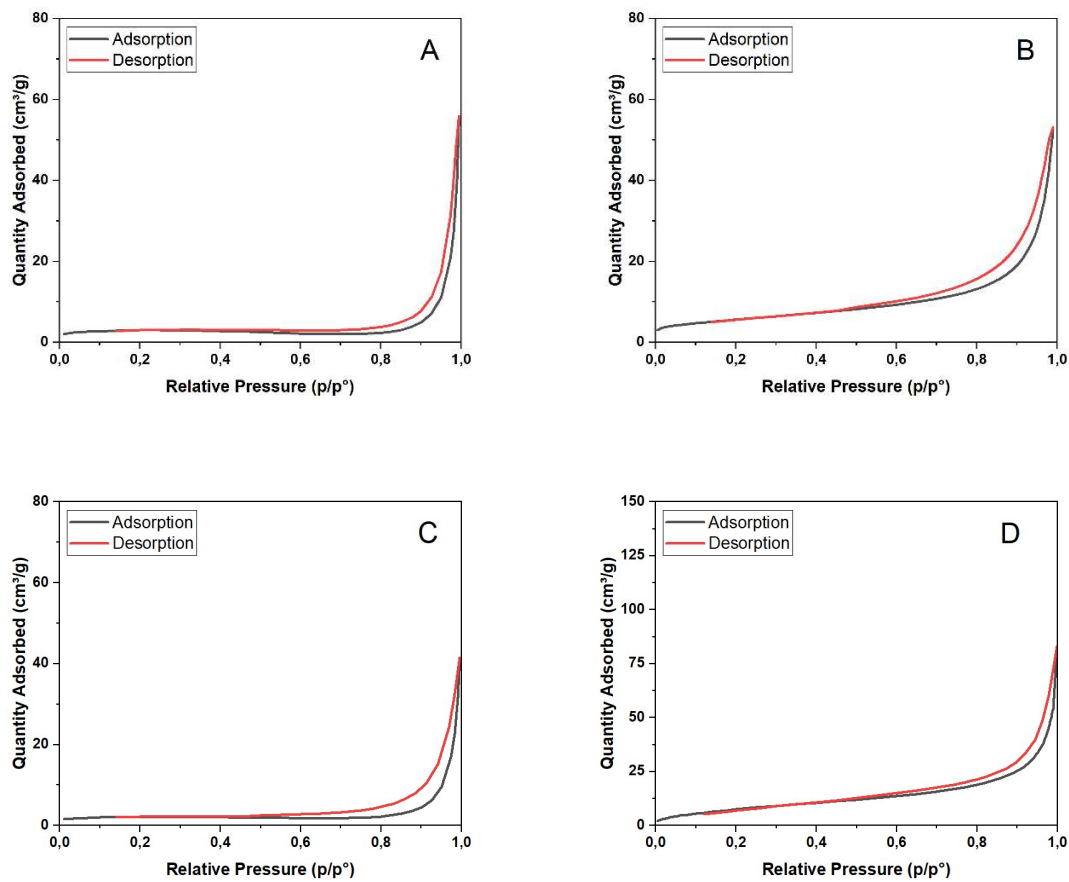 80
60
40
20
0
Quantity Adsorbed (cm³/g)
Adsorption
Desorption
A
0,0 0,2 0,4 0,6 0,8 1,0
Relative Pressure (p/p°)
80
60
40
20
0
Quantity Adsorbed (cm³/g)
Adsorption
Desorption
B
0,0 0,2 0,4 0,6 0,8 1,0
Relative Pressure (p/p°)
80
60
40
20
0
Quantity Adsorbed (cm³/g)
Adsorption
Desorption
C
0,0 0,2 0,4 0,6 0,8 1,0
Relative Pressure (p/p°)
150
125
100
75
50
25
0
Quantity Adsorbed (cm³/g)
Adsorption
Desorption
D
0,0 0,2 0,4 0,6 0,8 1,0
Relative Pressure (p/p°)